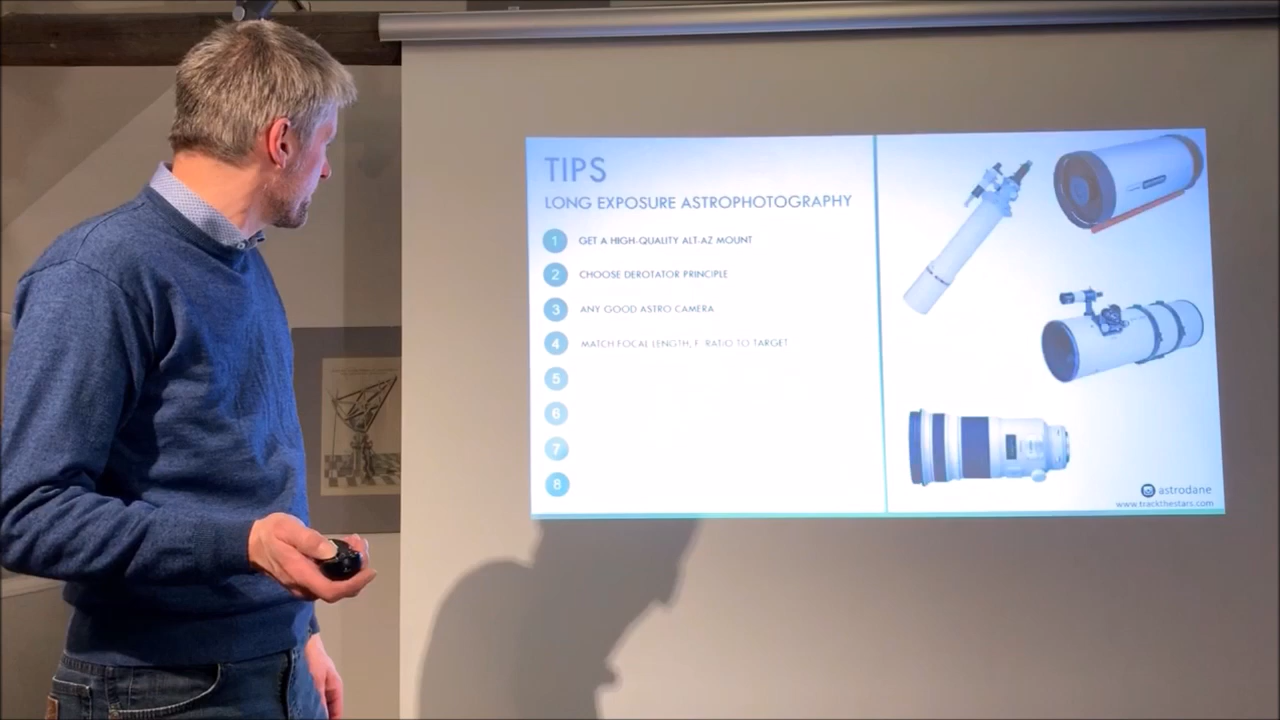 TIPS
LONG EXPOSURE ASTROPHOTOGRAPHY
1 GET A HIGH-QUALITY ALT-AZ MOUNT
2 CHOOSE DEROTATOR PRINCIPLE
3 ANY GOOD ASTRO CAMERA
4 MATCH FOCAL LENGTH, F. RATIO TO TARGET
5
6
7
8
astrodane
www.trackthestars.com